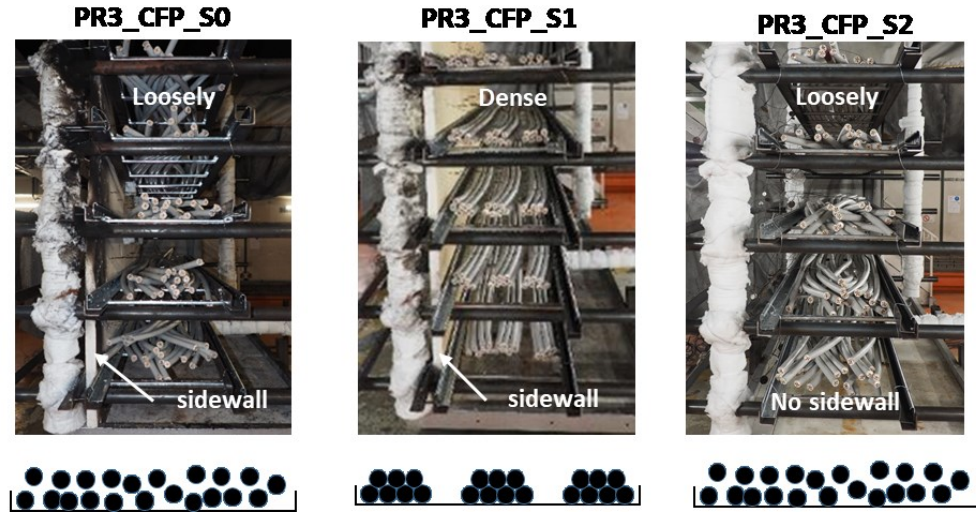 PR3_CFP_S0
PR3_CFP_S1
PR3_CFP_S2
Loosely
Dense
Loosely
sidewall
sidewall
No sidewall